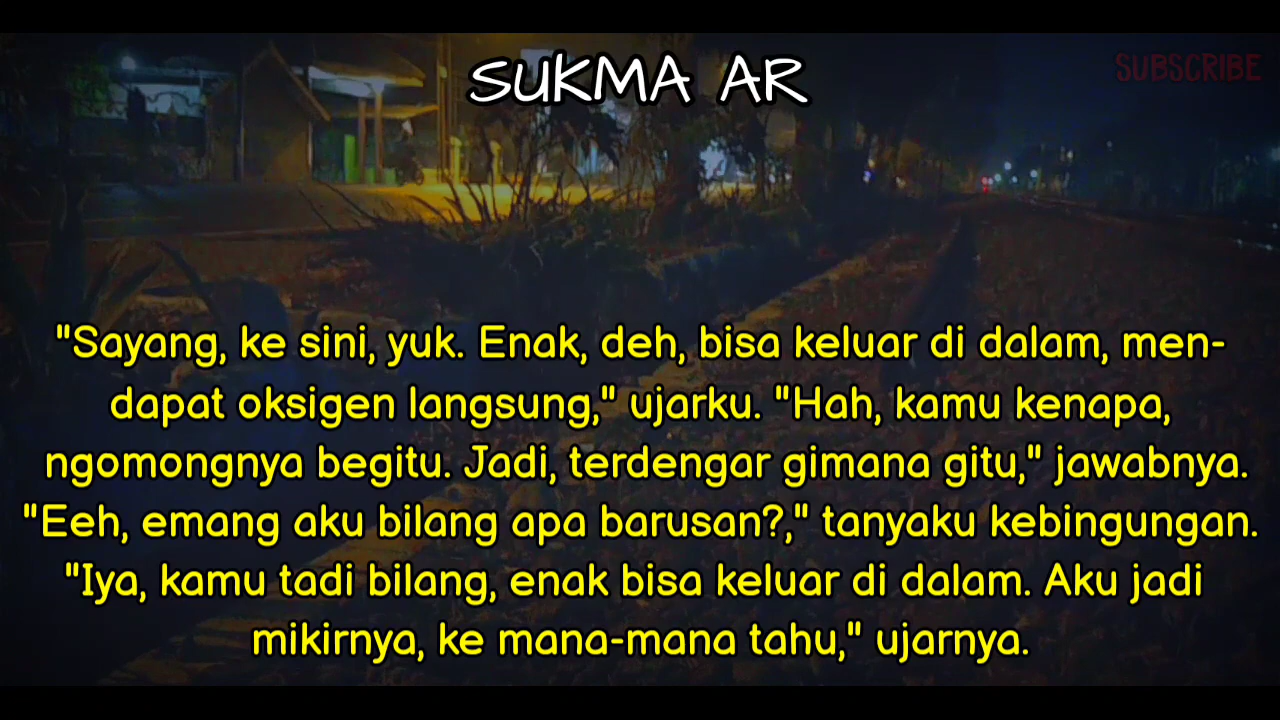 SUKMA AR
SUBSCRIBE
"Sayang, ke sini, yuk. Enak, deh, bisa keluar di dalam, men-
dapat oksigen langsung," ujarku. "Hah, kamu kenapa,
ngomongnya begitu. Jadi, terdengar gimana gitu," jawabnya.
"Eeh, emang aku bilang apa barusan?," tanyaku kebingungan.
"Iya, kamu tadi bilang, enak bisa keluar di dalam. Aku jadi
mikirnya, ke mana-mana tahu," ujarnya.